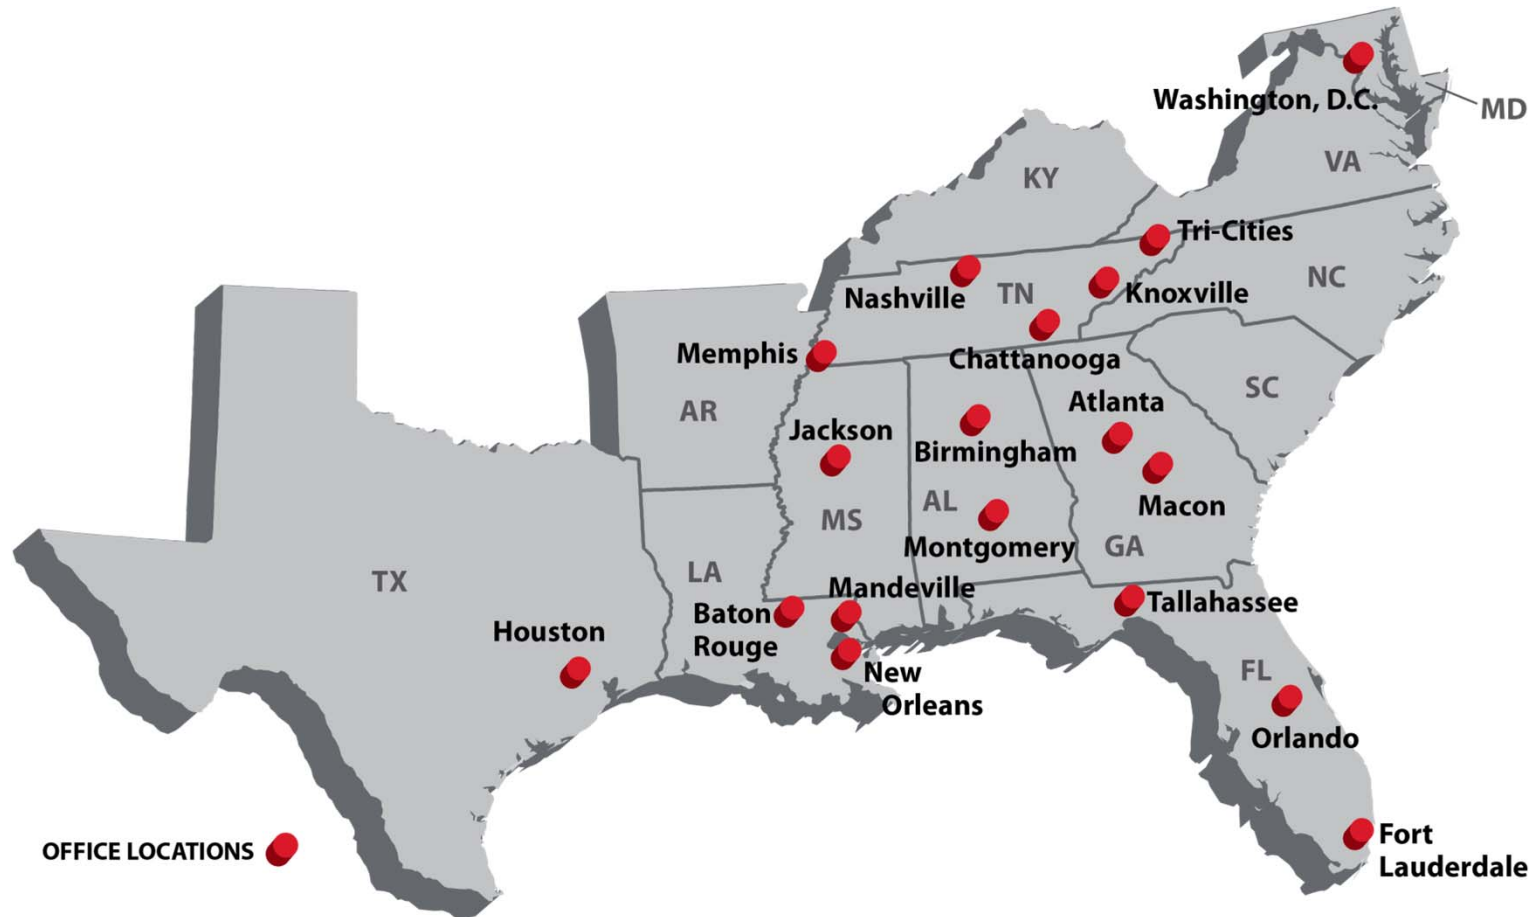 Washington, D.C.
MD
VA
KY
Tri-Cities
NC
Nashville
TN
Knoxville
Memphis
Chattanooga
AR
SC
Atlanta
Jackson
Birmingham
AL
Macon
MS
Montgomery
GA
TX
LA
Mandeville
Baton
Rouge
Tallahassee
Houston
New
Orleans
FL
Orlando
OFFICE LOCATIONS
Fort
Lauderdale